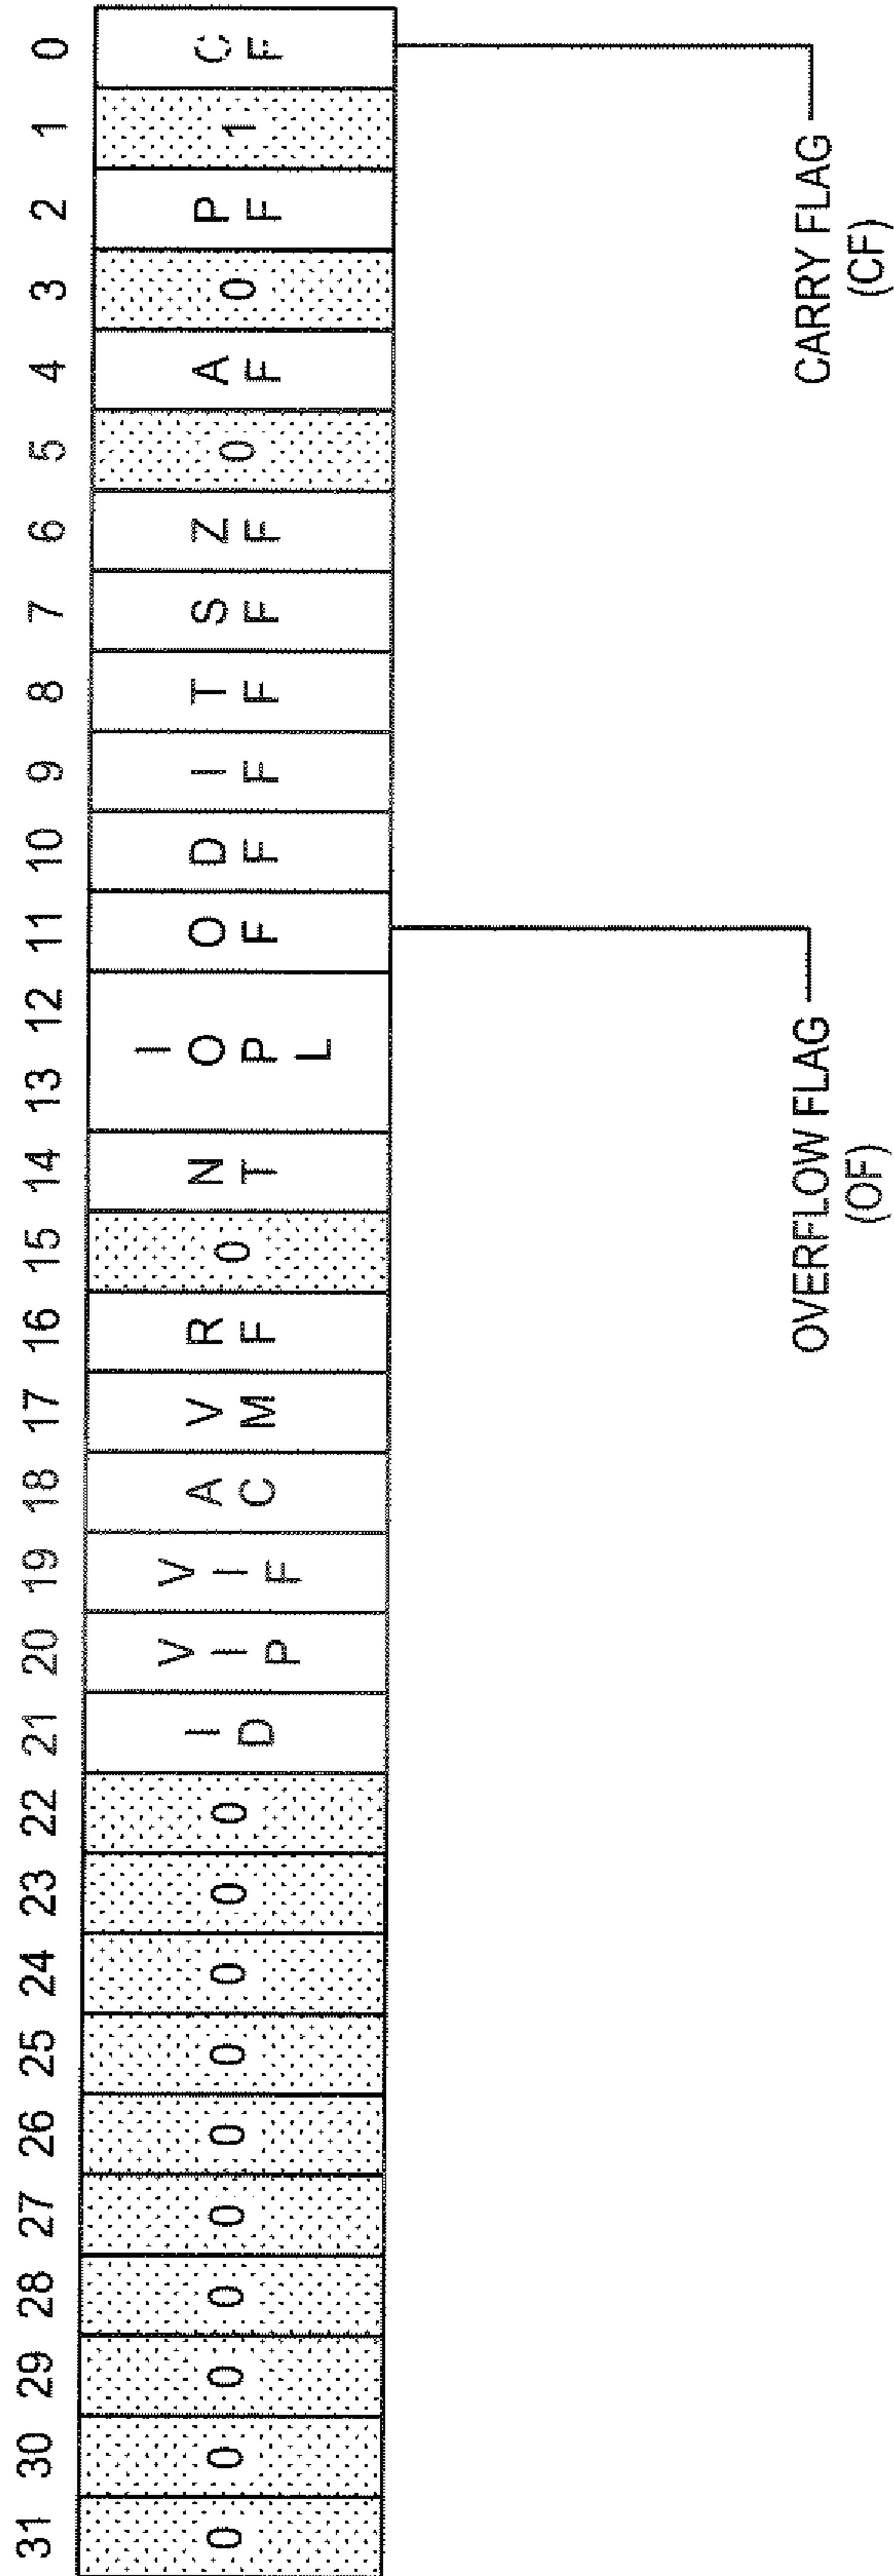 31 30 29 28 27 26 25 24 23 22 21 20 19 18 17 16 15 14 13 12 11 10 9 8 7 6 5 4 3 2 1 0
0 0 0 0 0 0 0 0 0 0 ID VIP VIF AC VM RF 0 NT IOPL OF DF IF TF SF ZF 0 AF 0 PF 1 CF
OVERFLOW FLAG
(OF)
CARRY FLAG
(CF)